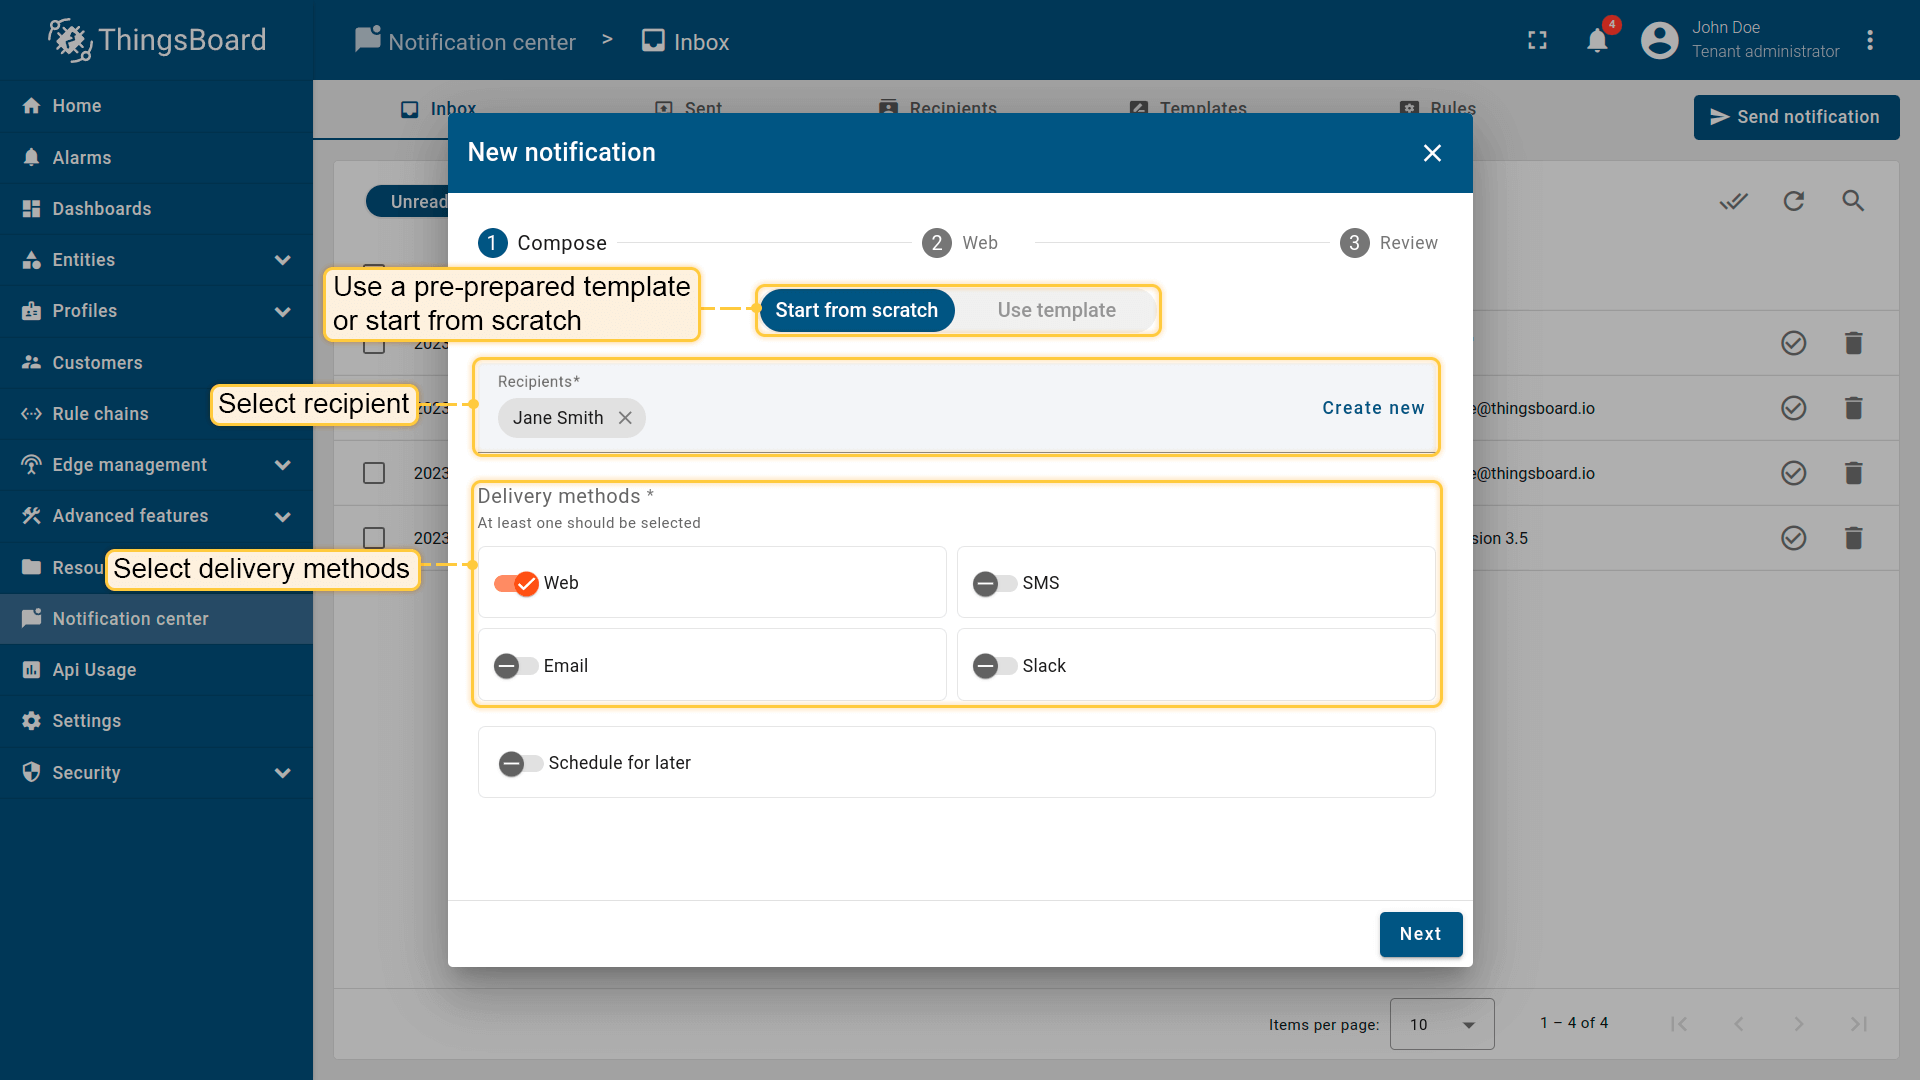 ThingsBoard
Notification center > Inbox
4
John Doe
Tenant administrator
Home
Alarms
Dashboards
Entities
Profiles
Customers
Rule chains
Edge management
Advanced features
Resou
Notification center
Api Usage
Settings
Security
Inbox
Sent
Recipients
Templates
Rules
Send notification
Unread
New notification
1 Compose
2 Web
3 Review
Use a pre-prepared template
or start from scratch
Start from scratch
Use template
Select recipient
Recipients*
Jane Smith
Create new
Select delivery methods
Delivery methods *
At least one should be selected
Web
SMS
Email
Slack
Schedule for later
Next
2023
2023
e@thingsboard.io
2023
e@thingsboard.io
2023
sion 3.5
Items per page:
10
1 – 4 of 4